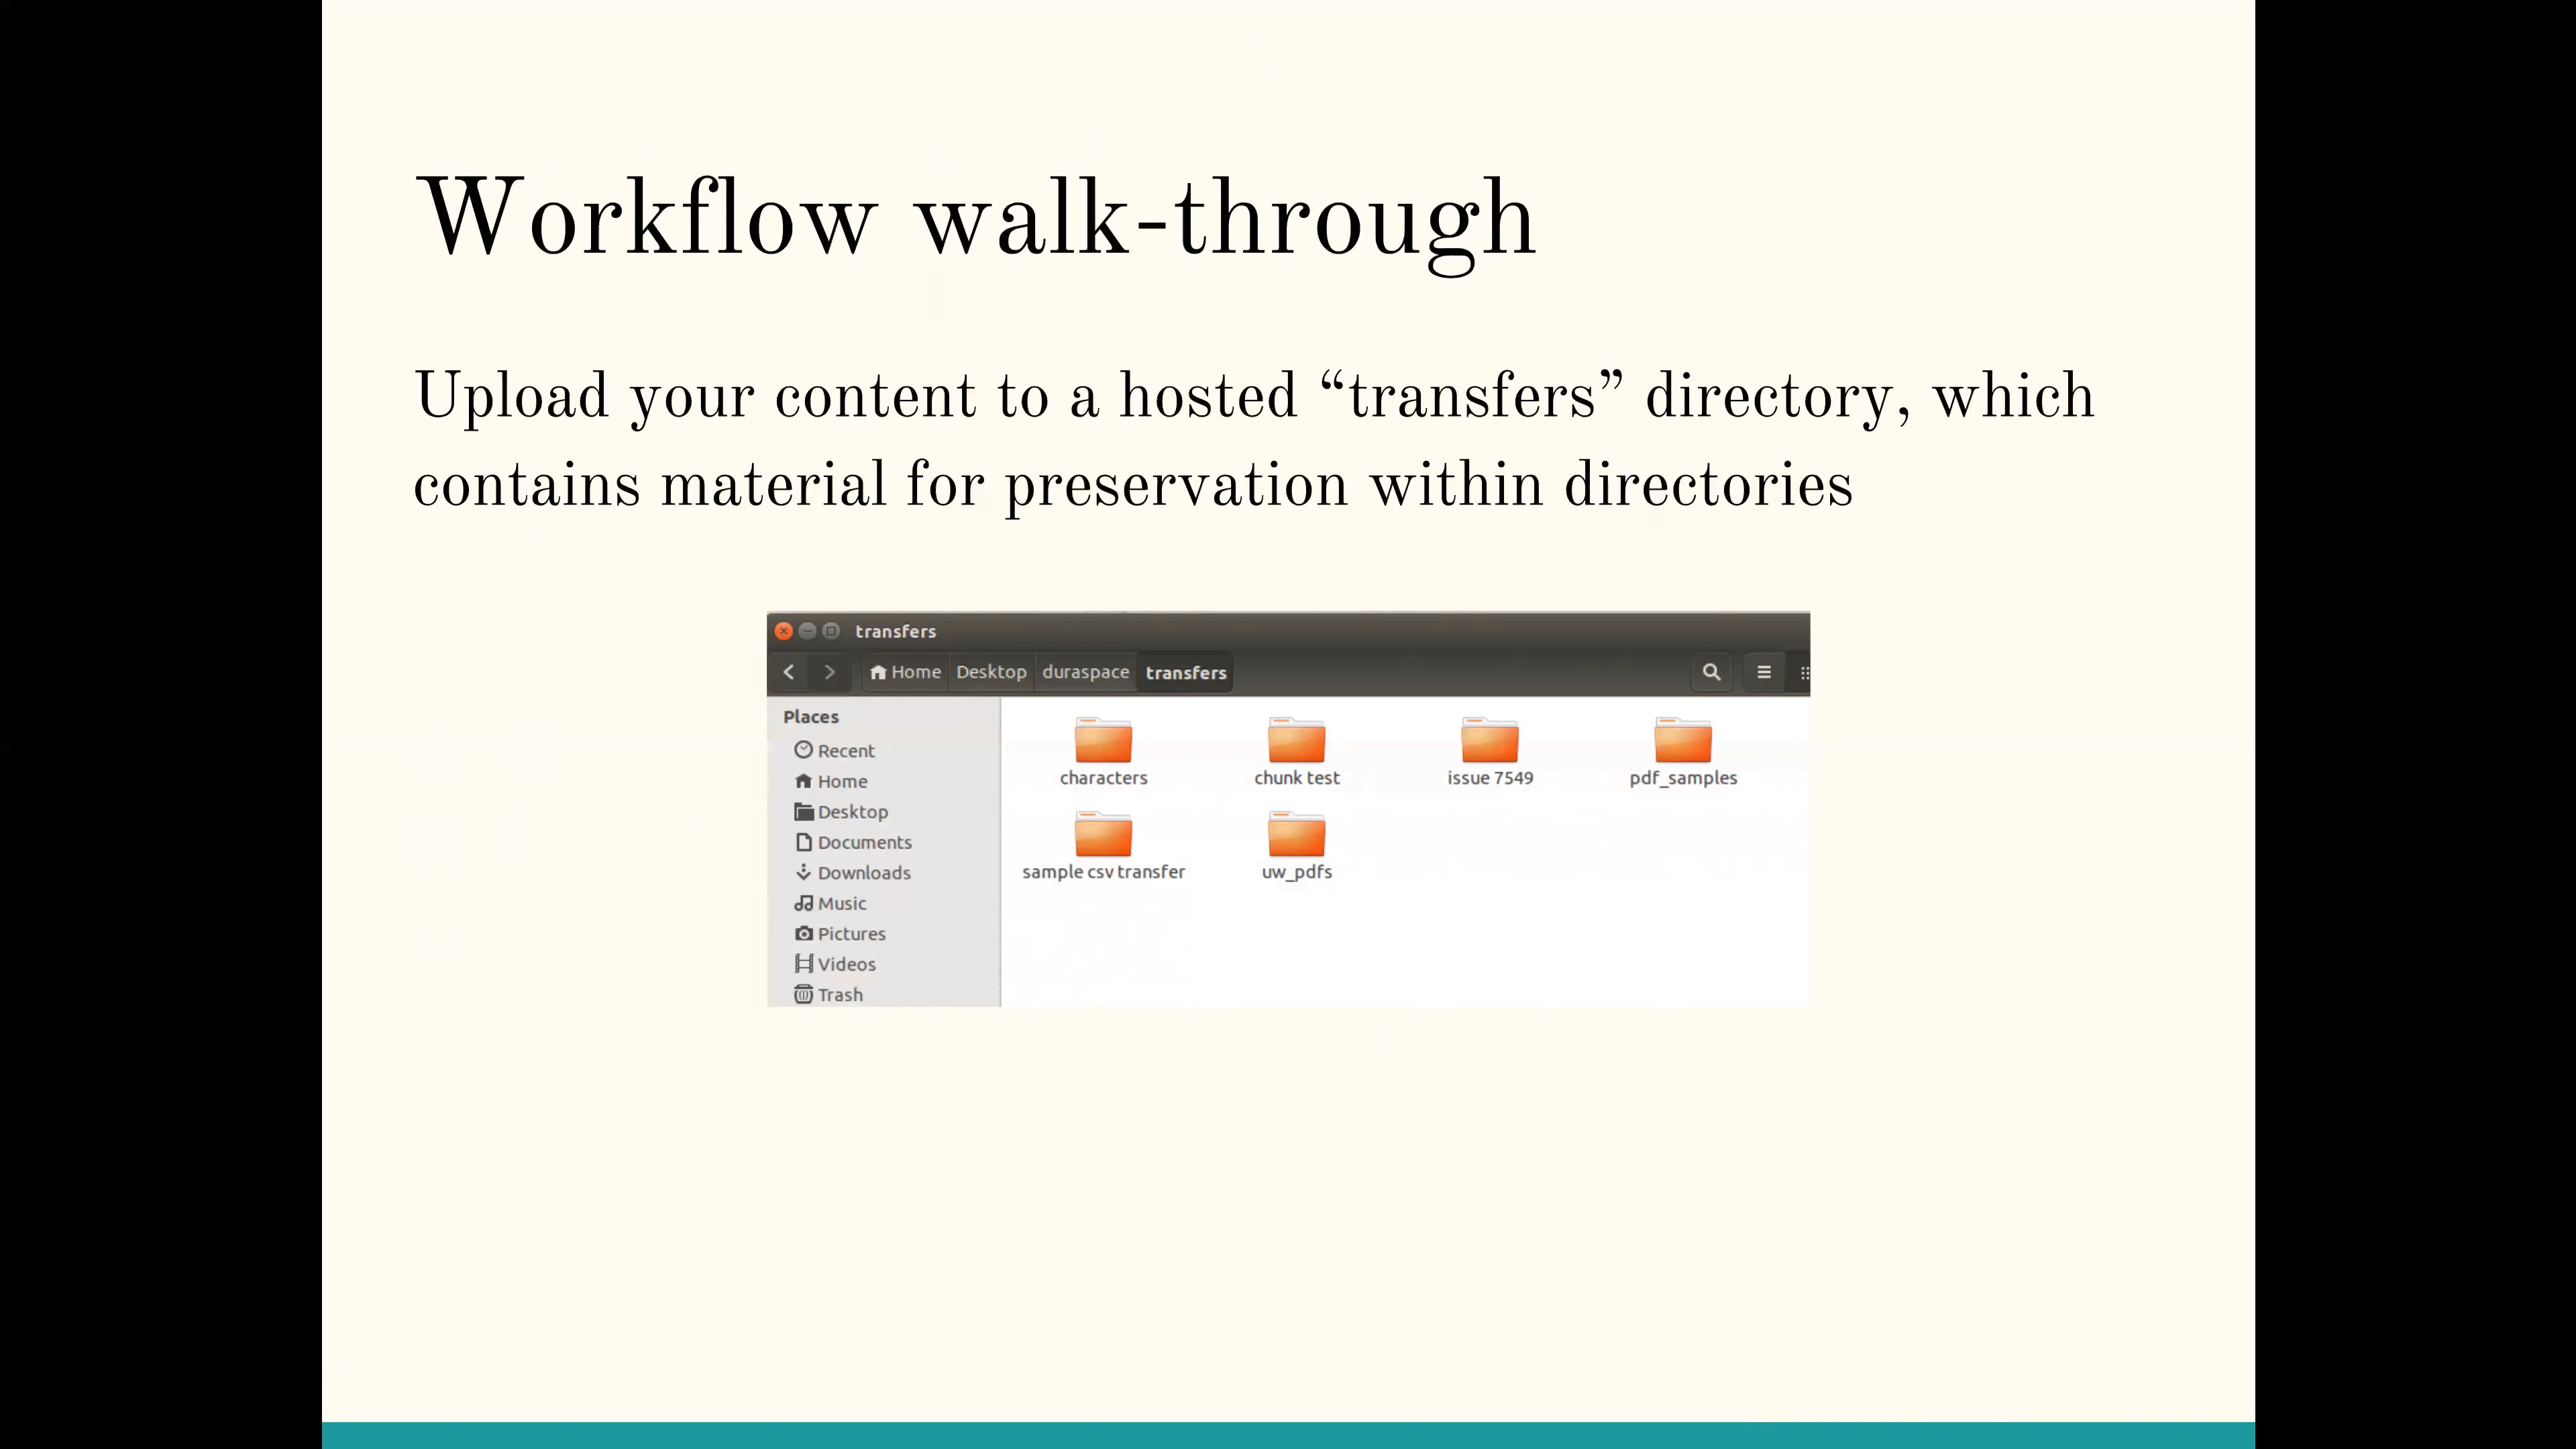 Workflow walk-through
Upload your content to a hosted “transfers” directory, which
contains material for preservation within directories
transfers
Home Desktop duraspace transfers
Places
Recent
Home
Desktop
Documents
Downloads
Music
Pictures
Videos
Trash
characters chunk test issue 7549 pdf_samples
sample csv transfer uw_pdfs